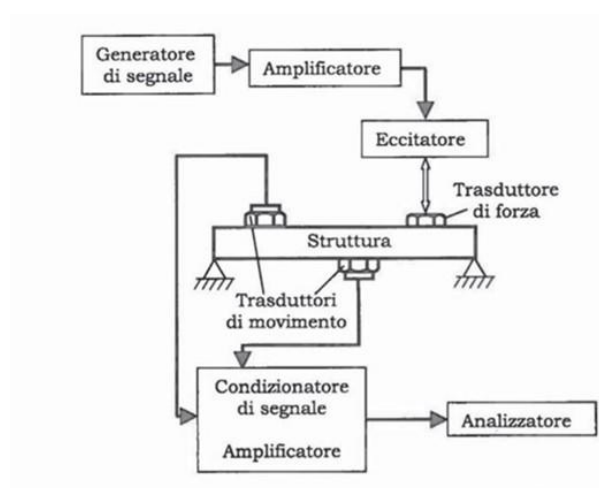 Generatore
di segnale
Amplificatore
Eccitatore
Trasduttore
di forza
Struttura
Trasduttori
di movimento
Condizionatore
di segnale
Amplificatore
Analizzatore